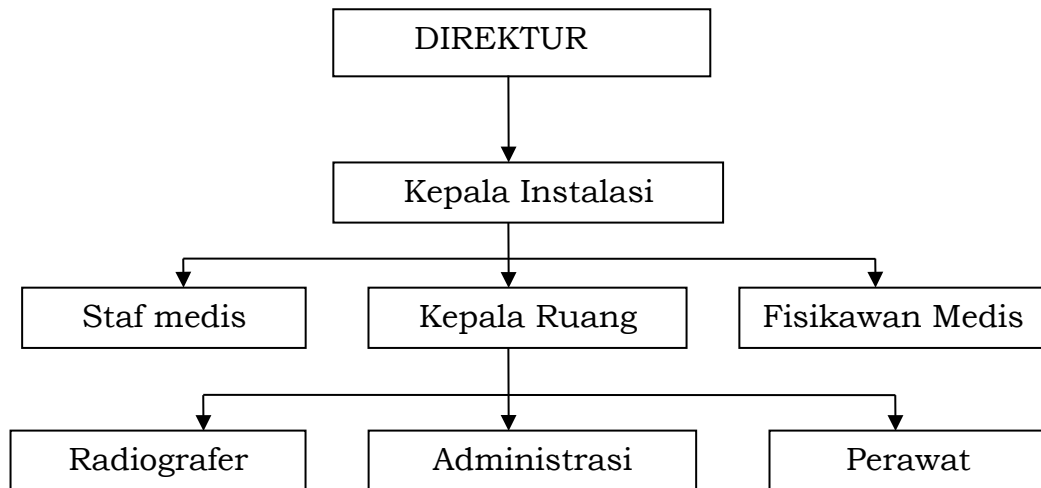 DIREKTUR
Kepala Instalasi
Staf medis
Kepala Ruang
Fisikawan Medis
Radiografer
Administrasi
Perawat